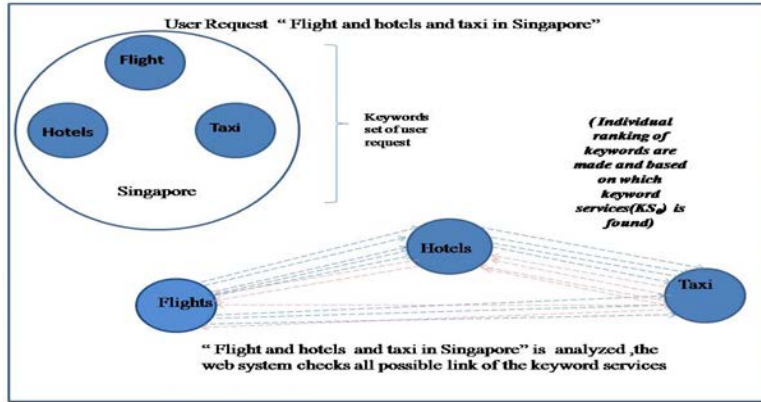 User Request “ Flight and hotels and taxi in Singapore”
Flight
Hotels
Taxi
Singapore
Keywords
set of user
request
( Individual
ranking of
keywords are
made and based
on which
keyword
services(KSₑ) is
found)
Hotels
Flights
Taxi
“ Flight and hotels and taxi in Singapore” is analyzed ,the
web system checks all possible link of the keyword services